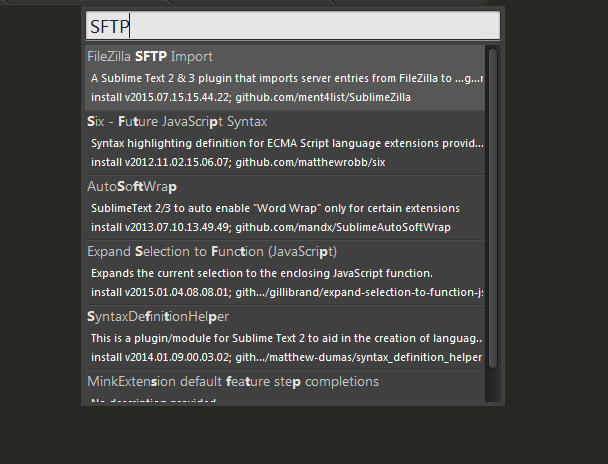 SFTP
FileZilla SFTP Import
A Sublime Text 2 & 3 plugin that imports server entries from FileZilla to ...g...r
install v2015.07.15.15.44.22; github.com/ment4list/SublimeZilla
Six - Future JavaScript Syntax
Syntax highlighting definition for ECMA Script language extensions provid...
install v2012.11.02.15.06.07; github.com/matthewrobb/six
AutoSoftWrap
SublimeText 2/3 to auto enable "Word Wrap" only for certain extensions
install v2013.07.10.13.49.49; github.com/mandx/SublimeAutoSoftWrap
Expand Selection to Function (JavaScript)
Expands the current selection to the enclosing JavaScript function.
install v2015.01.04.08.08.01; gith.../gillibrand/expand-selection-to-function-js
SyntaxDefinitionHelper
This is a plugin/module for Sublime Text 2 to aid in the creation of languag...
install v2014.01.09.00.03.02; gith.../matthew-dumas/syntax_definition_helper
MinkExtension default feature step completions
No description provided